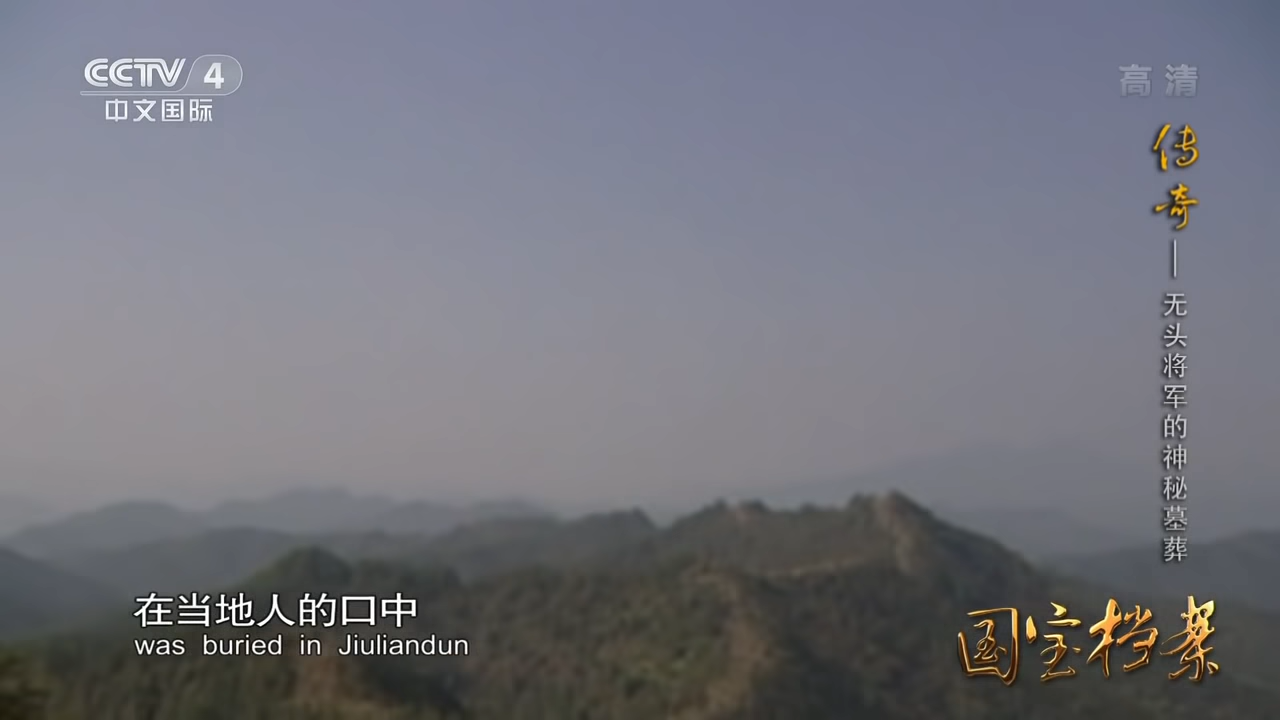 CCTV 4
中文国际
高清
传奇——无头将军的神秘墓葬
在当地人的口中
was buried in Jiuliandun
国宝档案